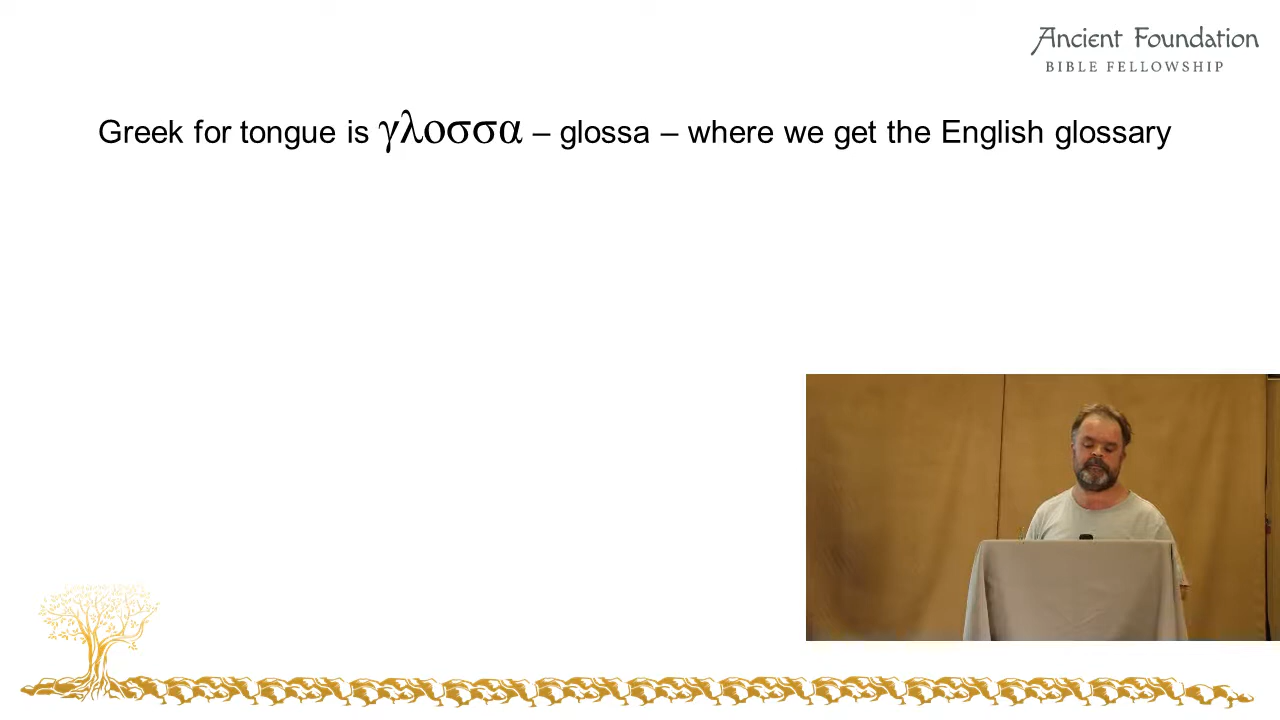 Ancient Foundation
BIBLE FELLOWSHIP
Greek for tongue is γλοσσα – glossa – where we get the English glossary